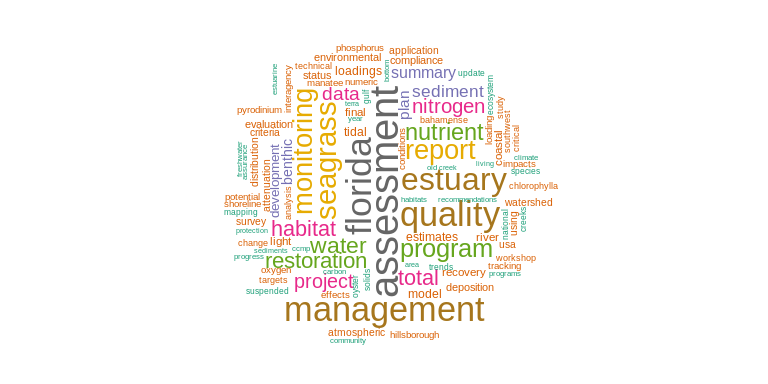 phosphorus
application
environmental
compliance
technical
loadings
summary
update
status
bottom
estuarine
interagency
manatee
numeric
sediment
ecosystem
data
gulf
plan
nitrogen
study
terra
pyrodinium
final
year
bahamense
loading
southwest
critical
evaluation
criteria
monitoring
seagrass
tidal
florida
assessment
nutrient
report
conditions
coastal
freshwater
assurance
distribution
attenuation
development
benthic
old creek
living
climate
impacts
species
estuary
chlorophylla
potential
shoreline
mapping
analysis
habitats
recommendations
watershed
survey
protection
habitat
quality
national
using
creeks
change
light
water
estimates
river
usa
sediments
ccmp
program
progress
restoration
area
trends
workshop
tracking
oxygen
carbon
total
recovery
programs
targets
project
oyster
solids
deposition
suspended
effects
model
management
atmospheric
hillsborough
community